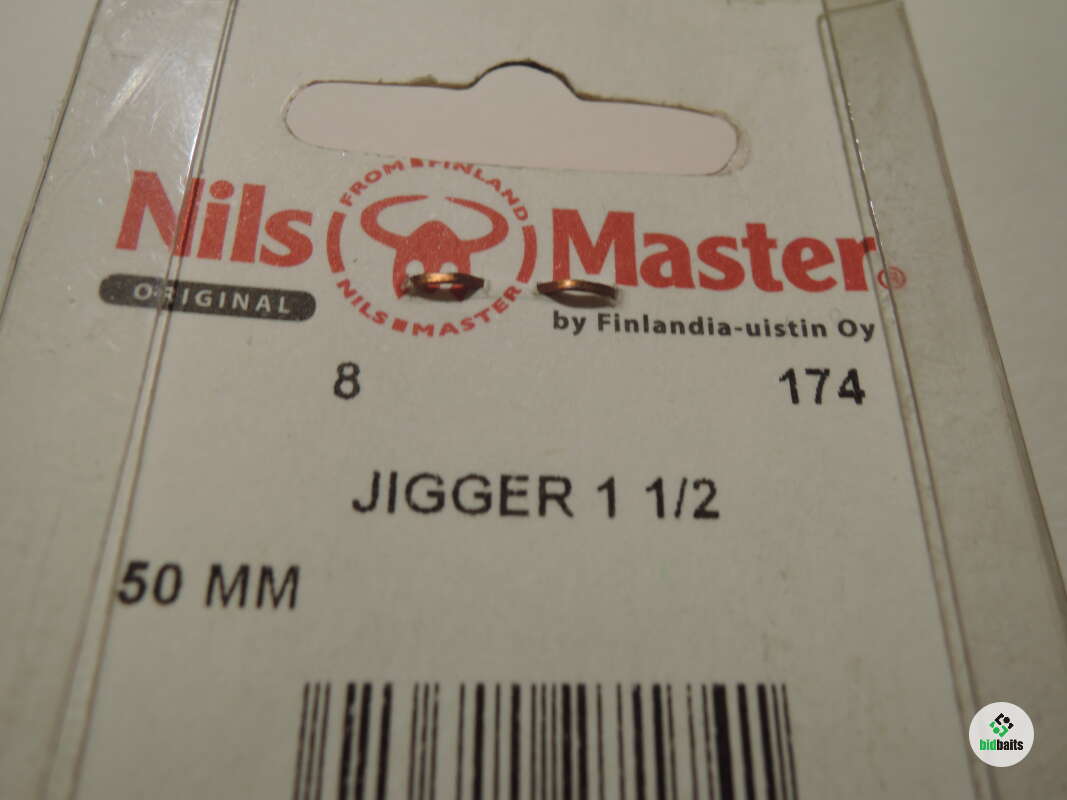 Nils Master®
FROM FINLAND
NILS MASTER
ORIGINAL
by Finlandia-uistin Oy
8 174
JIGGER 1 1/2
50 MM
bidbaits